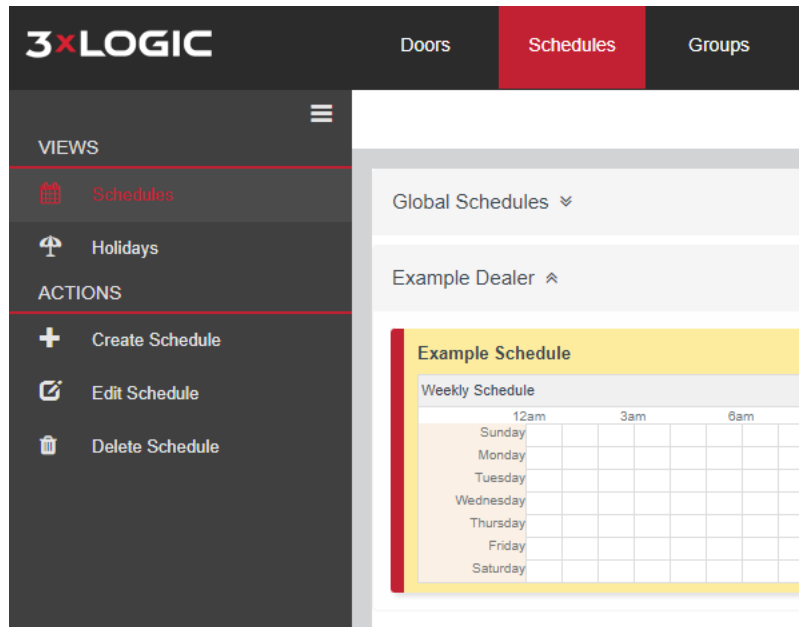 3xLOGIC
Doors Schedules Groups
VIEWS
Schedules
Holidays
ACTIONS
Create Schedule
Edit Schedule
Delete Schedule
Global Schedules
Example Dealer
Example Schedule
Weekly Schedule
12am 3am 6am
Sunday
Monday
Tuesday
Wednesday
Thursday
Friday
Saturday